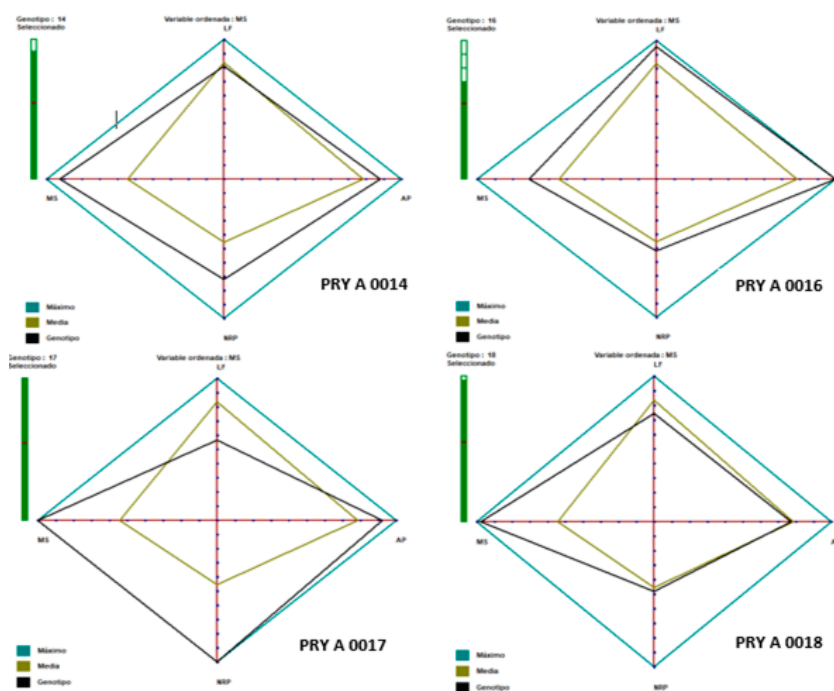 Genotipo : 14
Seleccionado
Variable ordenada : MS
LF
MS
AP
NRP
PRY A 0014
Máximo
Media
Genotipo
Genotipo : 16
Seleccionado
Variable ordenada : MS
LF
MS
NRP
PRY A 0016
Máximo
Media
Genotipo
Genotipo : 17
Seleccionado
Variable ordenada : MS
LF
MS
AP
NRP
PRY A 0017
Máximo
Media
Genotipo
Genotipo : 18
Seleccionado
Variable ordenada : MS
LF
MS
A
NRP
PRY A 0018
Máximo
Media
Genotipo